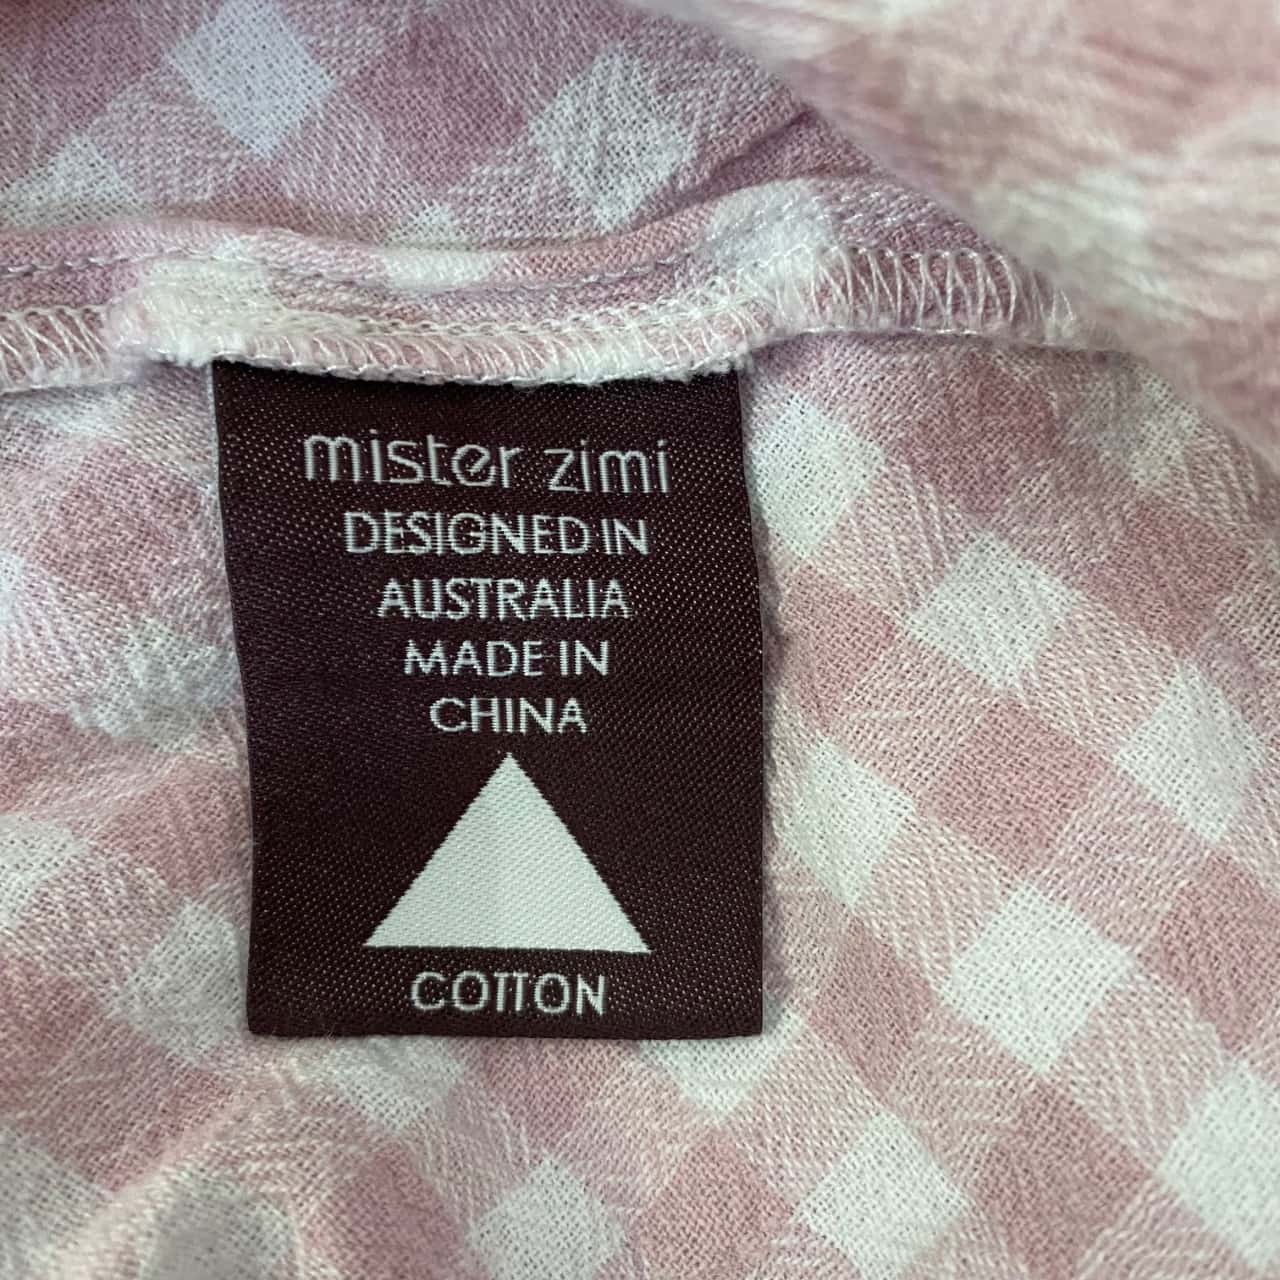 mister zimi
DESIGNED IN
AUSTRALIA
MADE IN
CHINA
COTTON